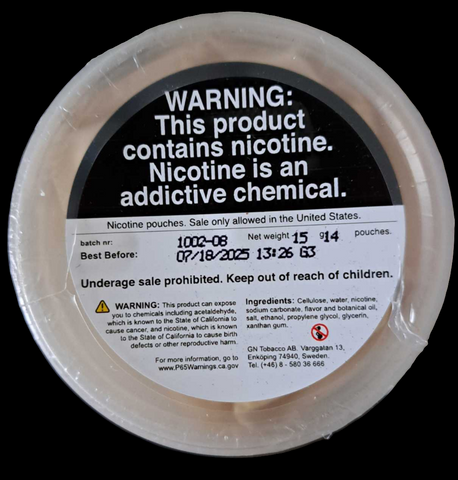 WARNING:
This product
contains nicotine.
Nicotine is an
addictive chemical.
Nicotine pouches. Sale only allowed in the United States.
batch nr: 1002-08 Net weight 15 g14 pouches.
Best Before: 07/18/2025 13:26 G3
Underage sale prohibited. Keep out of reach of children.
WARNING: This product can expose
you to chemicals including acetaldehyde,
which is known to the State of California to
cause cancer, and nicotine, which is known
to the State of California to cause birth
defects or other reproductive harm.
For more information, go to
www.P65Warnings.ca.gov
Ingredients: Cellulose, water, nicotine,
sodium carbonate, flavor and botanical oil,
salt, ethanol, propylene glycol, glycerin,
xanthan gum.
GN Tobacco AB. Varggatan 13,
Enköping 74940, Sweden.
Tel. (+46) 8 - 580 36 666